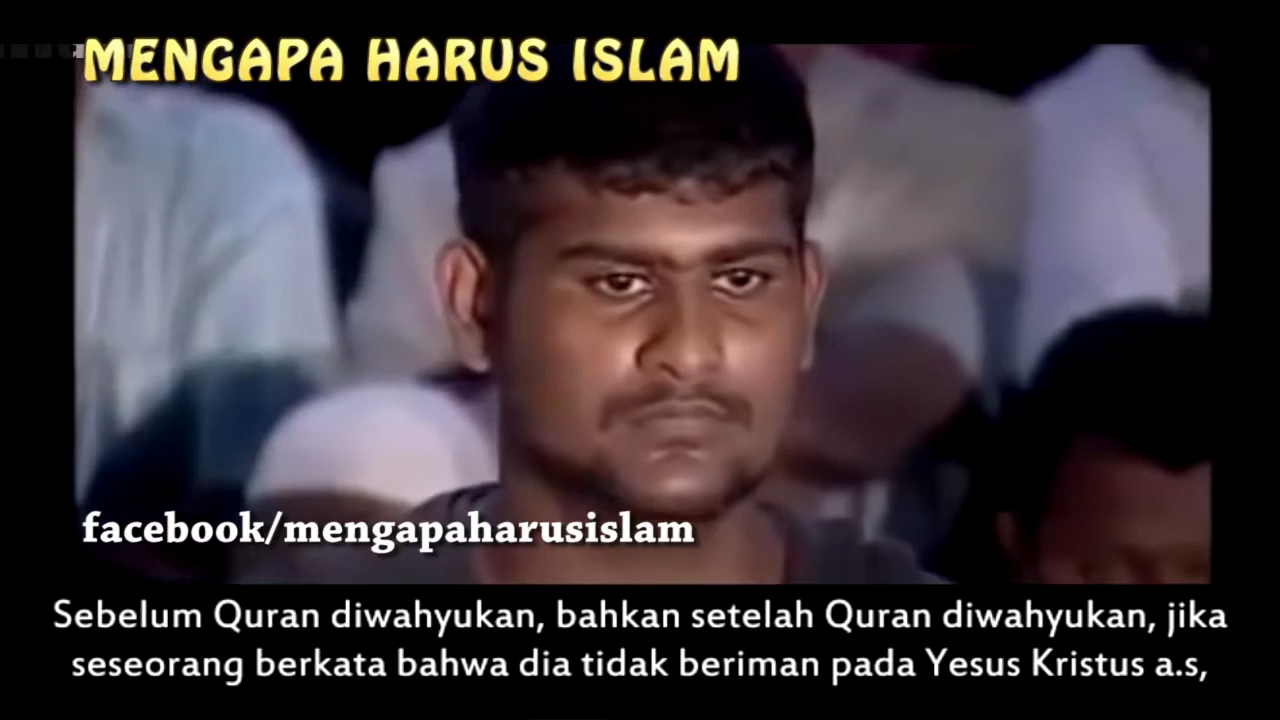 MENGAPA HARUS ISLAM
facebook/mengapaharusislam
Sebelum Quran diwahyukan, bahkan setelah Quran diwahyukan, jika
seseorang berkata bahwa dia tidak beriman pada Yesus Kristus a.s,